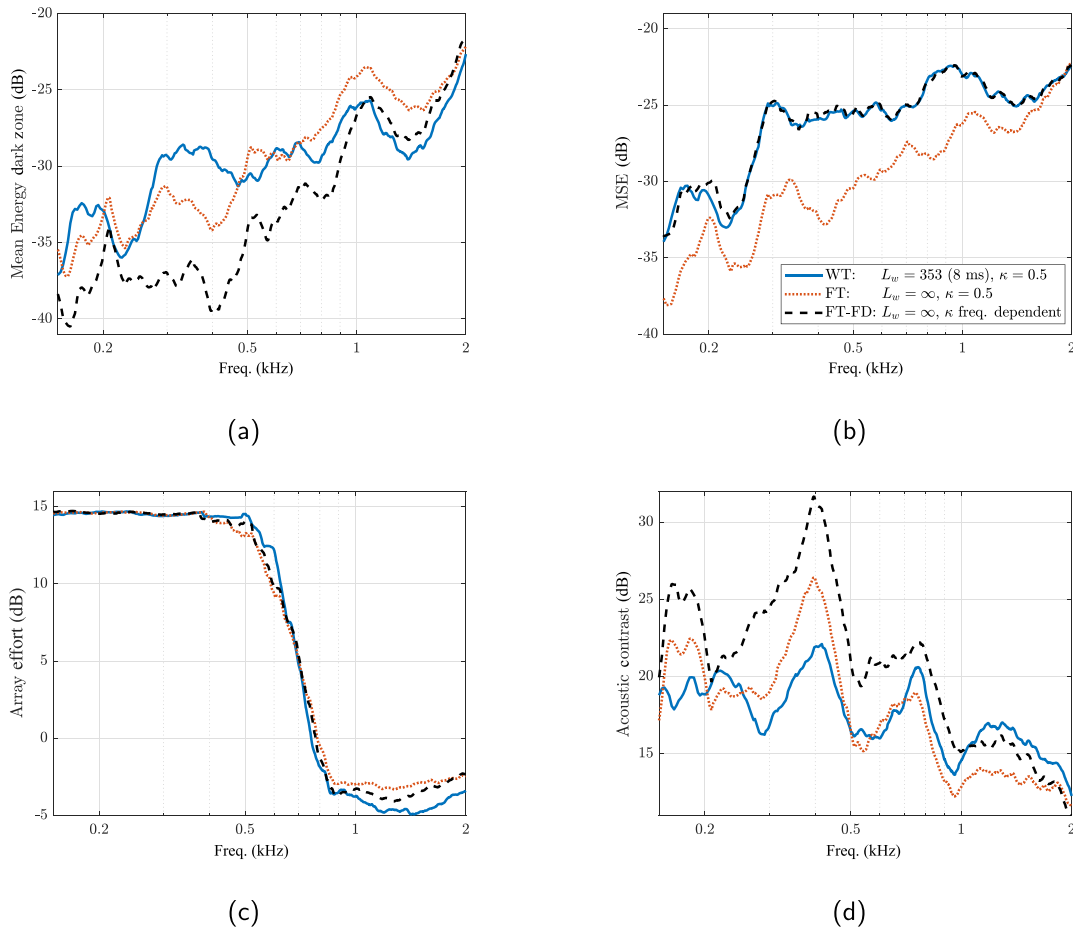 -20
-25
-30
-35
-40
Mean Energy dark zone (dB)
0.2
0.5
1
2
Freq. (kHz)
(a)
-20
-25
-30
-35
-40
MSE (dB)
WT: L_w = 353 (8 ms), κ = 0.5
FT: L_w = ∞, κ = 0.5
FT-FD: L_w = ∞, κ freq. dependent
0.2
0.5
1
2
Freq. (kHz)
(b)
15
10
5
0
-5
Array effort (dB)
0.2
0.5
1
2
Freq. (kHz)
(c)
30
25
20
15
Acoustic contrast (dB)
0.2
0.5
1
2
Freq. (kHz)
(d)